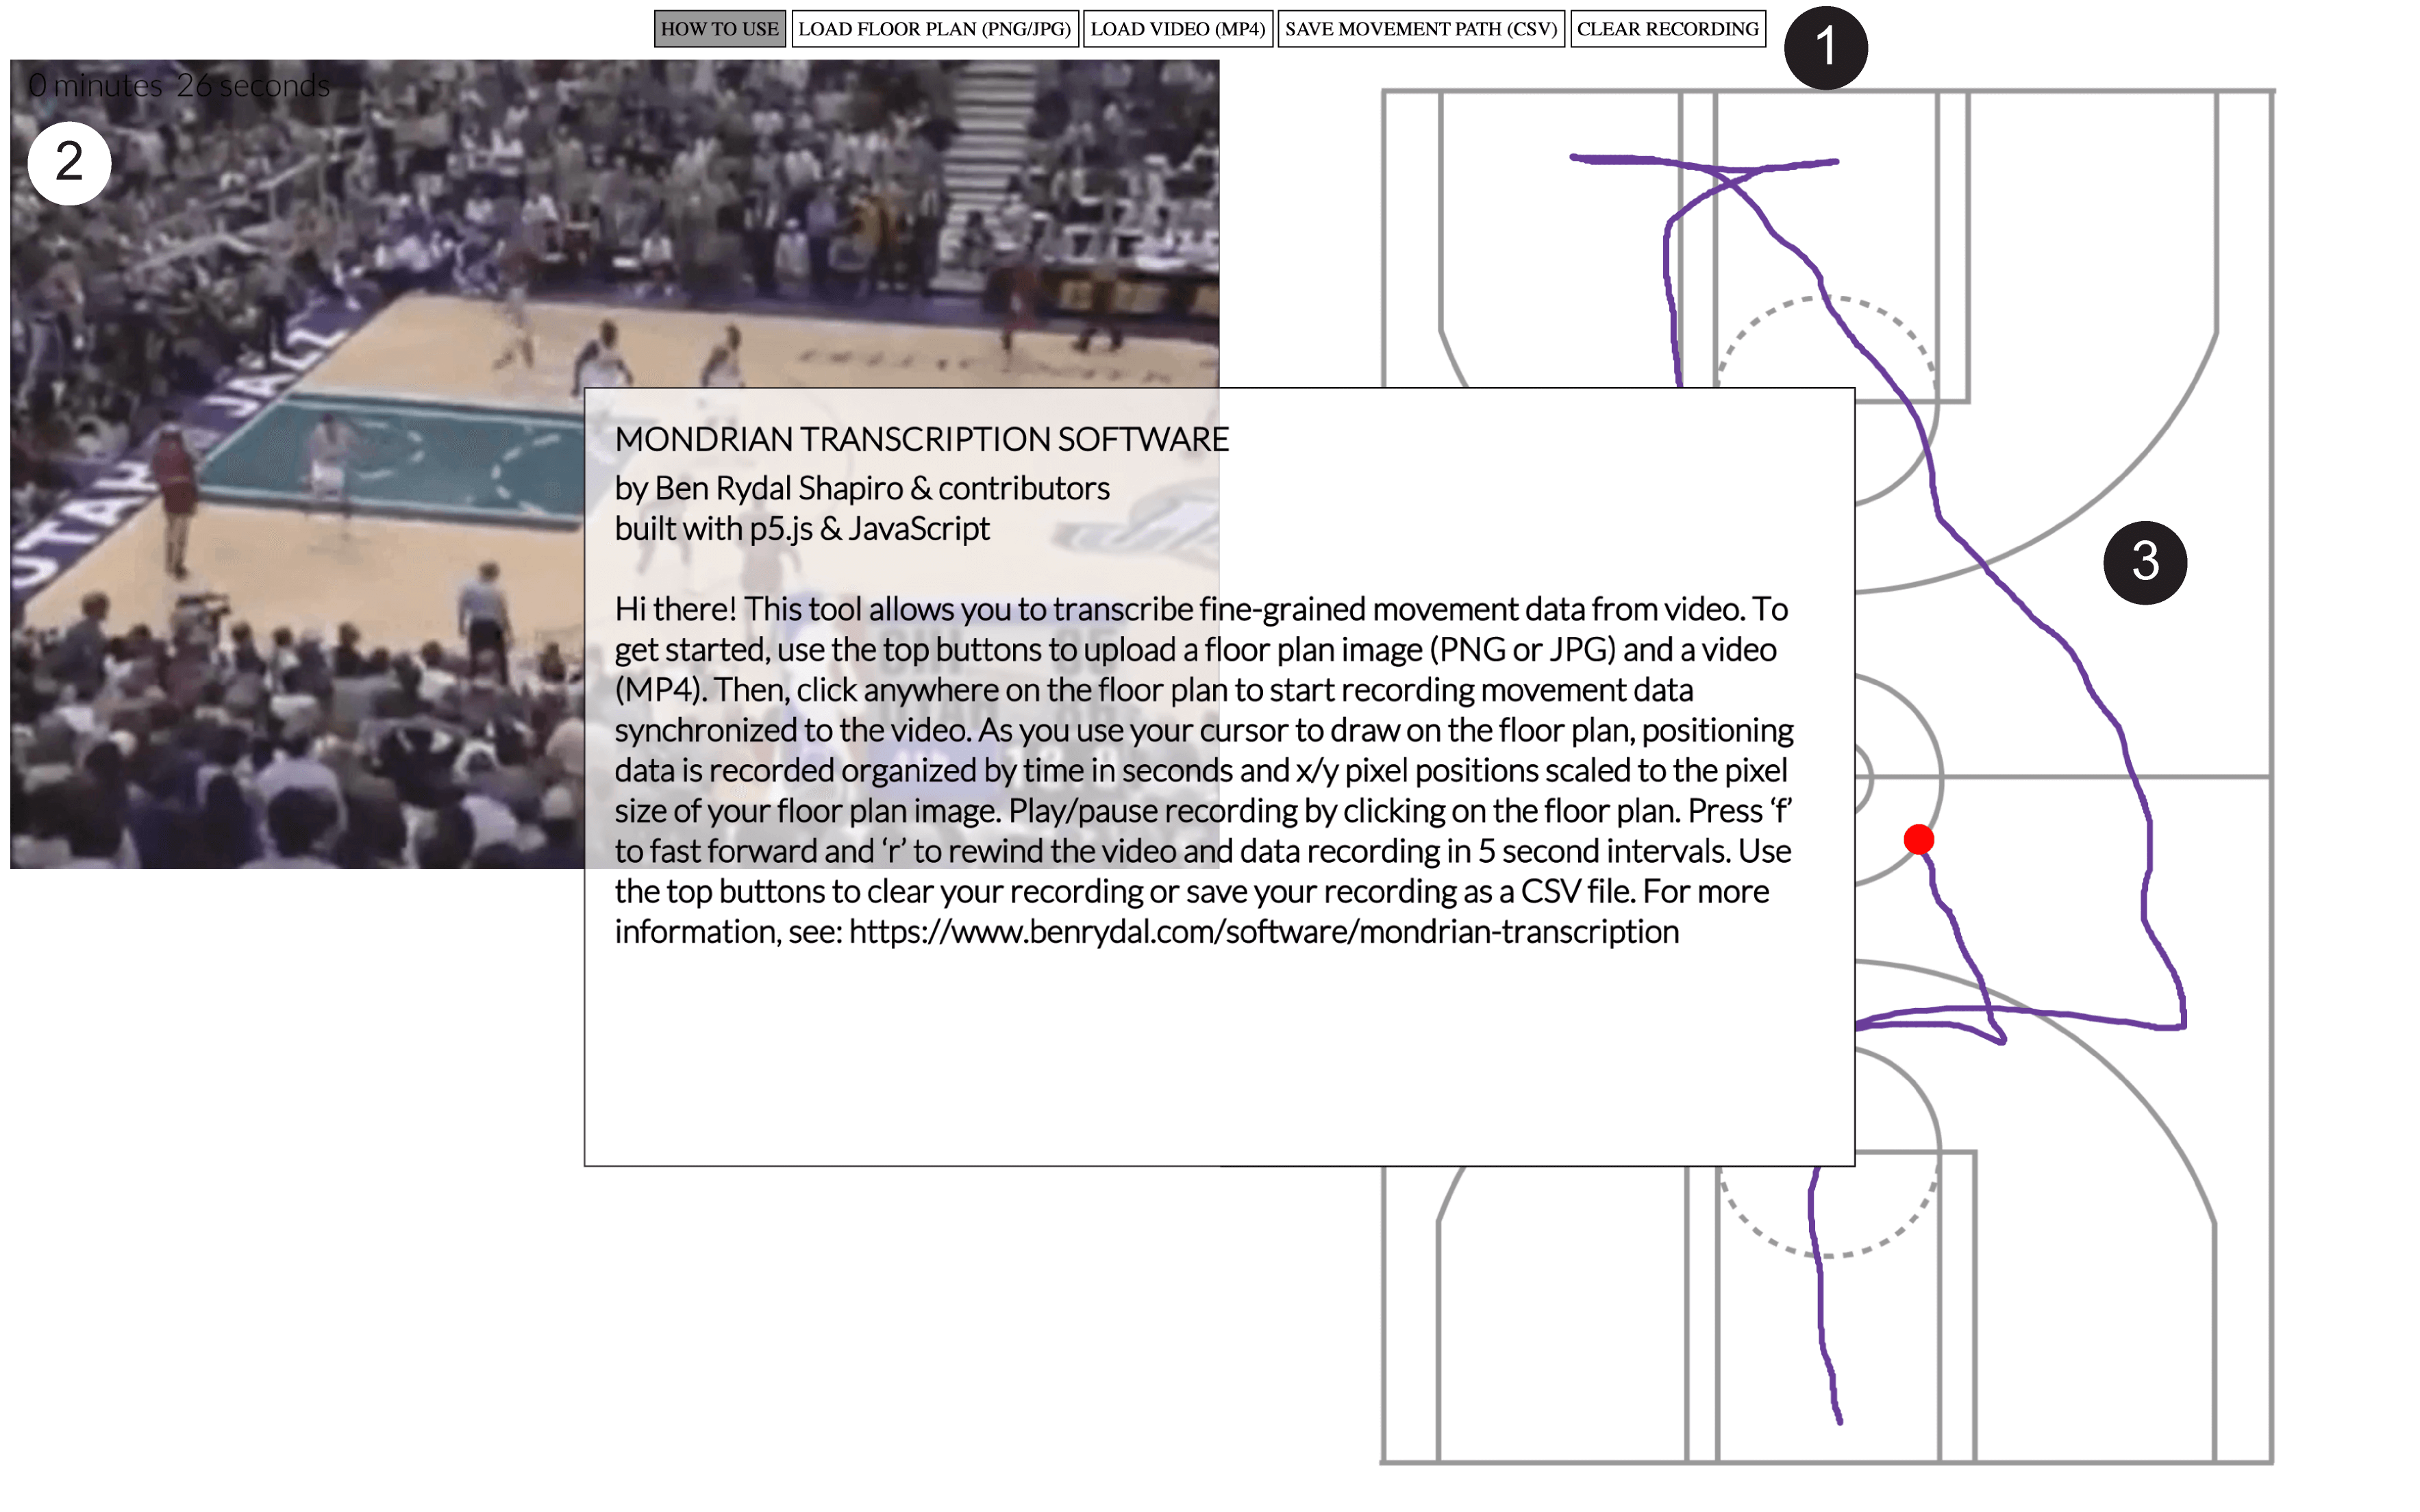 HOW TO USE
LOAD FLOOR PLAN (PNG/JPG)
LOAD VIDEO (MP4)
SAVE MOVEMENT PATH (CSV)
CLEAR RECORDING
1
0 minutes 26 seconds
2
JALL
UTAH
3
MONDRIAN TRANSCRIPTION SOFTWARE
by Ben Rydal Shapiro & contributors
built with p5.js & JavaScript
Hi there! This tool allows you to transcribe fine-grained movement data from video. To
get started, use the top buttons to upload a floor plan image (PNG or JPG) and a video
(MP4). Then, click anywhere on the floor plan to start recording movement data
synchronized to the video. As you use your cursor to draw on the floor plan, positioning
data is recorded organized by time in seconds and x/y pixel positions scaled to the pixel
size of your floor plan image. Play/pause recording by clicking on the floor plan. Press ‘f’
to fast forward and ‘r’ to rewind the video and data recording in 5 second intervals. Use
the top buttons to clear your recording or save your recording as a CSV file. For more
information, see: https://www.benrydal.com/software/mondrian-transcription